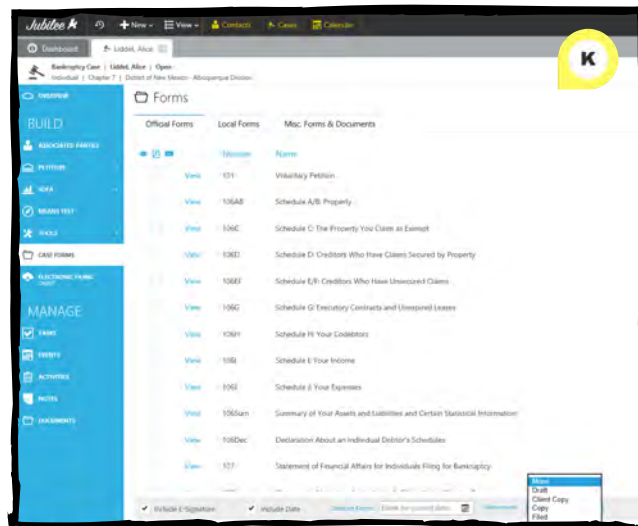 Jubilee
New
View
Contacts
Cases
Calendar
Dashboard
Liddel, Alice
K
Bankruptcy Case | Liddel, Alice | Open
Individual | Chapter 7 | District of New Mexico - Albuquerque Division
OVERVIEW
BUILD
ASSOCIATED PARTIES
PETITION
SOFA
MEANS TEST
TOOLS
CASE FORMS
ELECTRONIC FILING
MANAGE
TASKS
EVENTS
ACTIVITIES
NOTES
DOCUMENTS
Forms
Official Forms Local Forms Misc. Forms & Documents
Number Name
View 101 Voluntary Petition
View 106AB Schedule A/B: Property
View 106C Schedule C: The Property You Claim as Exempt
View 106D Schedule D: Creditors Who Have Claims Secured by Property
View 106EF Schedule E/F: Creditors Who Have Unsecured Claims
View 106G Schedule G: Executory Contracts and Unexpired Leases
View 106H Schedule H: Your Codebtors
View 106I Schedule I: Your Income
View 106J Schedule J: Your Expenses
View 106Sum Summary of Your Assets and Liabilities and Certain Statistical Information
View 106Dec Declaration About an Individual Debtor's Schedules
View 107 Statement of Financial Affairs for Individuals Filing for Bankruptcy
Include E-Signature Include Date
None
Draft
Client Copy
Copy
Filed